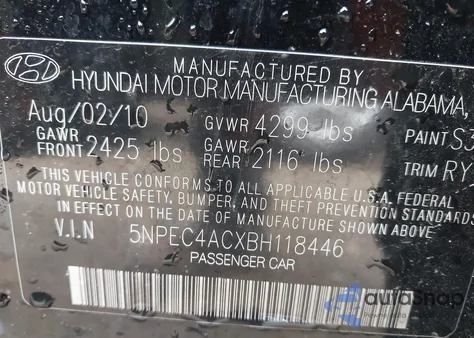 MANUFACTURED BY
HYUNDAI MOTOR MANUFACTURING ALABAMA,
Aug/02/10 GVWR 4299 lbs PAINT
GAWR FRONT 2425 lbs GAWR REAR 2116 lbs TRIM RY
THIS VEHICLE CONFORMS TO ALL APPLICABLE U.S.A. FEDERAL
MOTOR VEHICLE SAFETY, BUMPER, AND THEFT PREVENTION STANDARDS
IN EFFECT ON THE DATE OF MANUFACTURE SHOWN ABOVE.
V.I.N 5NPEC4ACXBH118446
PASSENGER CAR
autoSnap